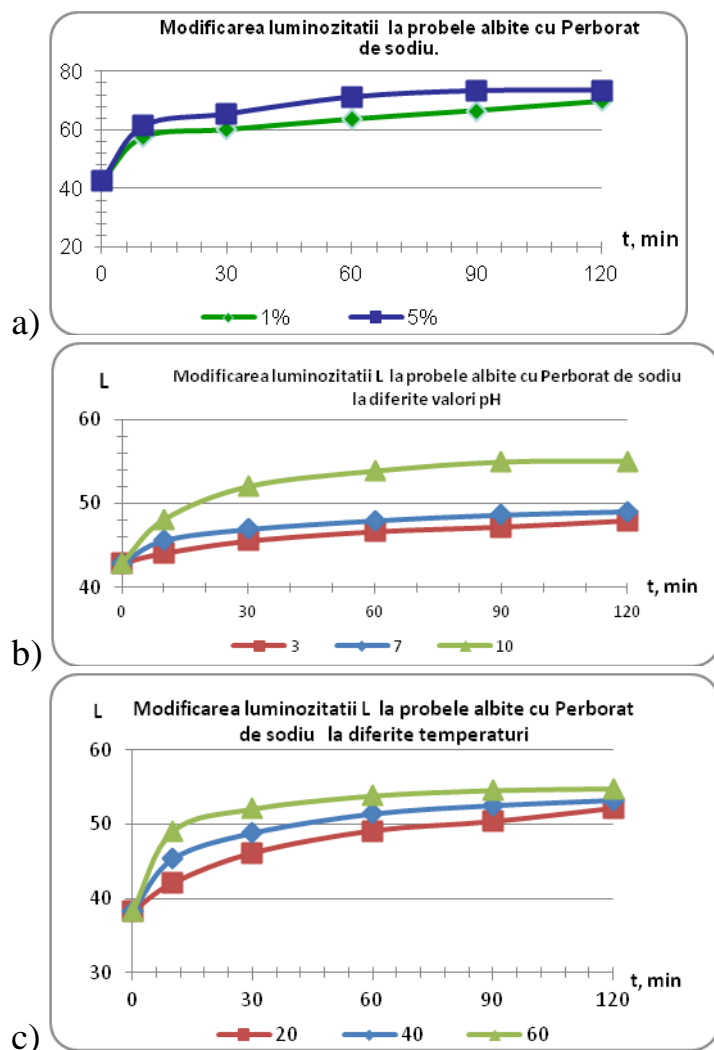 Modificarea luminozitatii la probele albite cu Perborat
de sodiu.
80
60
40
20
t, min
0 30 60 90 120
1% 5%
a)
L
Modificarea luminozitatii L la probele albite cu Perborat de sodiu
la diferite valori pH
60
50
40
t, min
0 30 60 90 120
3 7 10
b)
L
Modificarea luminozitatii L la probele albite cu Perborat
de sodiu la diferite temperaturi
60
50
40
30
t, min
0 30 60 90 120
20 40 60
c)